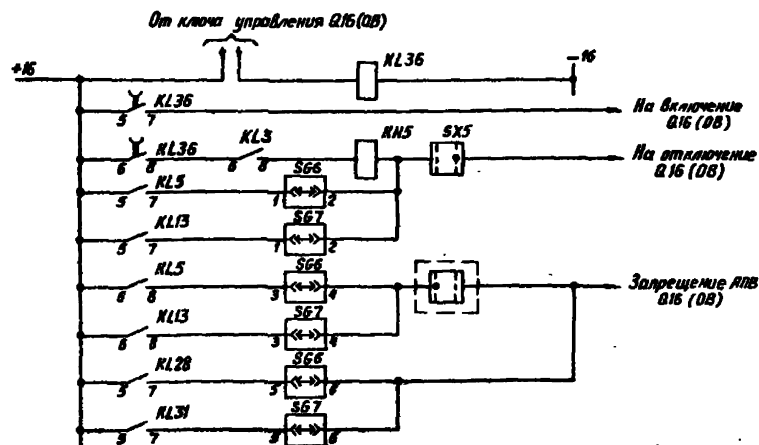 От ключа управления Q16(ОВ)
+16 KL36 -16
5 KL36 7 На включение
Q16 (ОВ)
6 KL36 8 6 KL3 8 KH5 SX5 На отключение
Q16 (ОВ)
5 KL5 7 1 SG6 2
5 KL13 7 1 SG7 2
6 KL5 8 3 SG6 4 Запрещение АПВ
Q16 (ОВ)
6 KL13 8 3 SG7 4
5 KL28 7 5 SG6 6
5 KL31 7 5 SG7 6